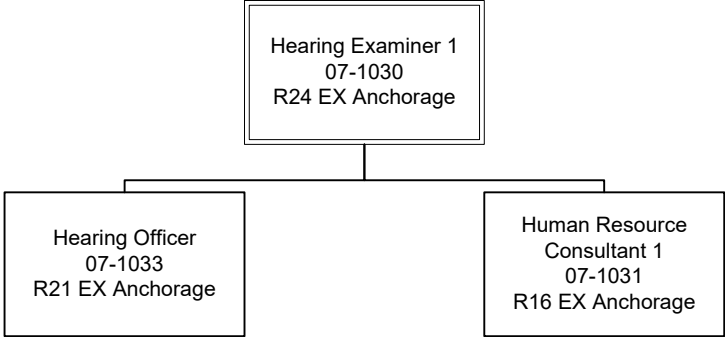 Hearing Examiner 1
07-1030
R24 EX Anchorage
Hearing Officer
07-1033
R21 EX Anchorage
Human Resource
Consultant 1
07-1031
R16 EX Anchorage